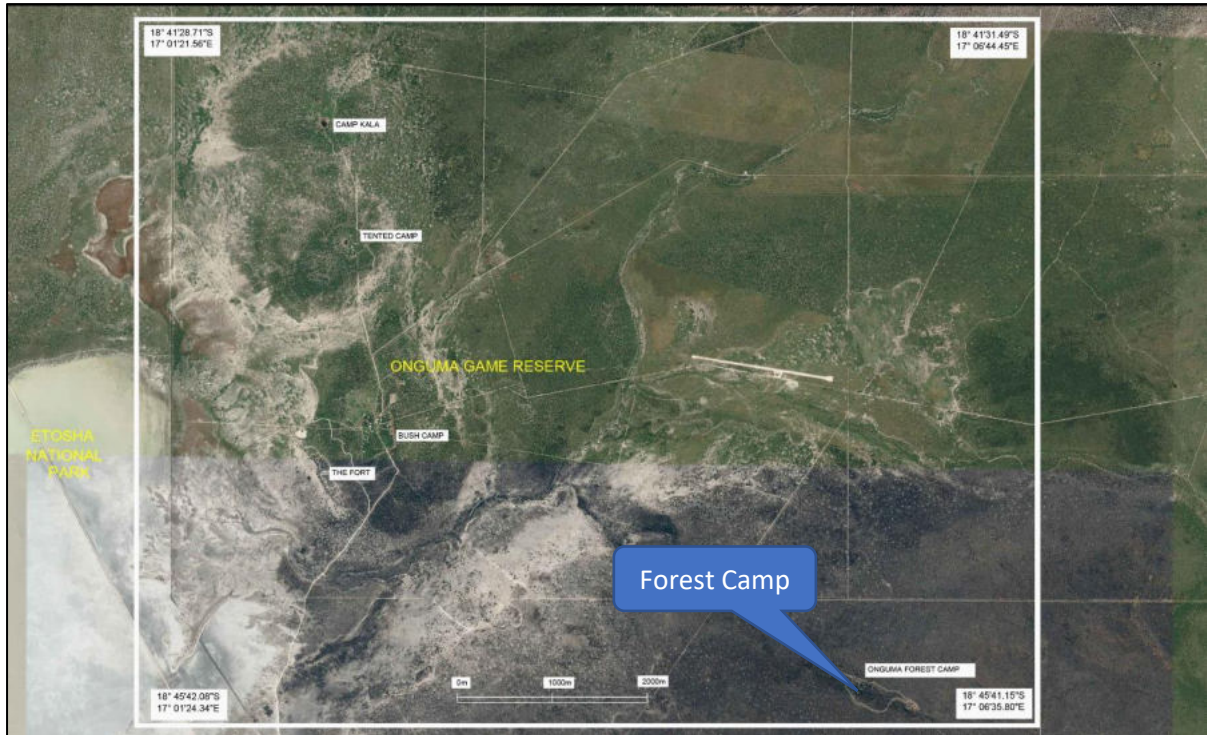 18° 41'28.71"S
17° 01'21.56"E
18° 41'31.49"S
17° 06'44.45"E
CAMP KALA
TENTED CAMP
ONGUMA GAME RESERVE
BUSH CAMP
ETOSHA
NATIONAL
PARK
THE FORT
Forest Camp
ONGUMA FOREST CAMP
0m 1000m 2000m
18° 45'42.08"S
17° 01'24.34"E
18° 45'41.15"S
17° 06'35.80"E